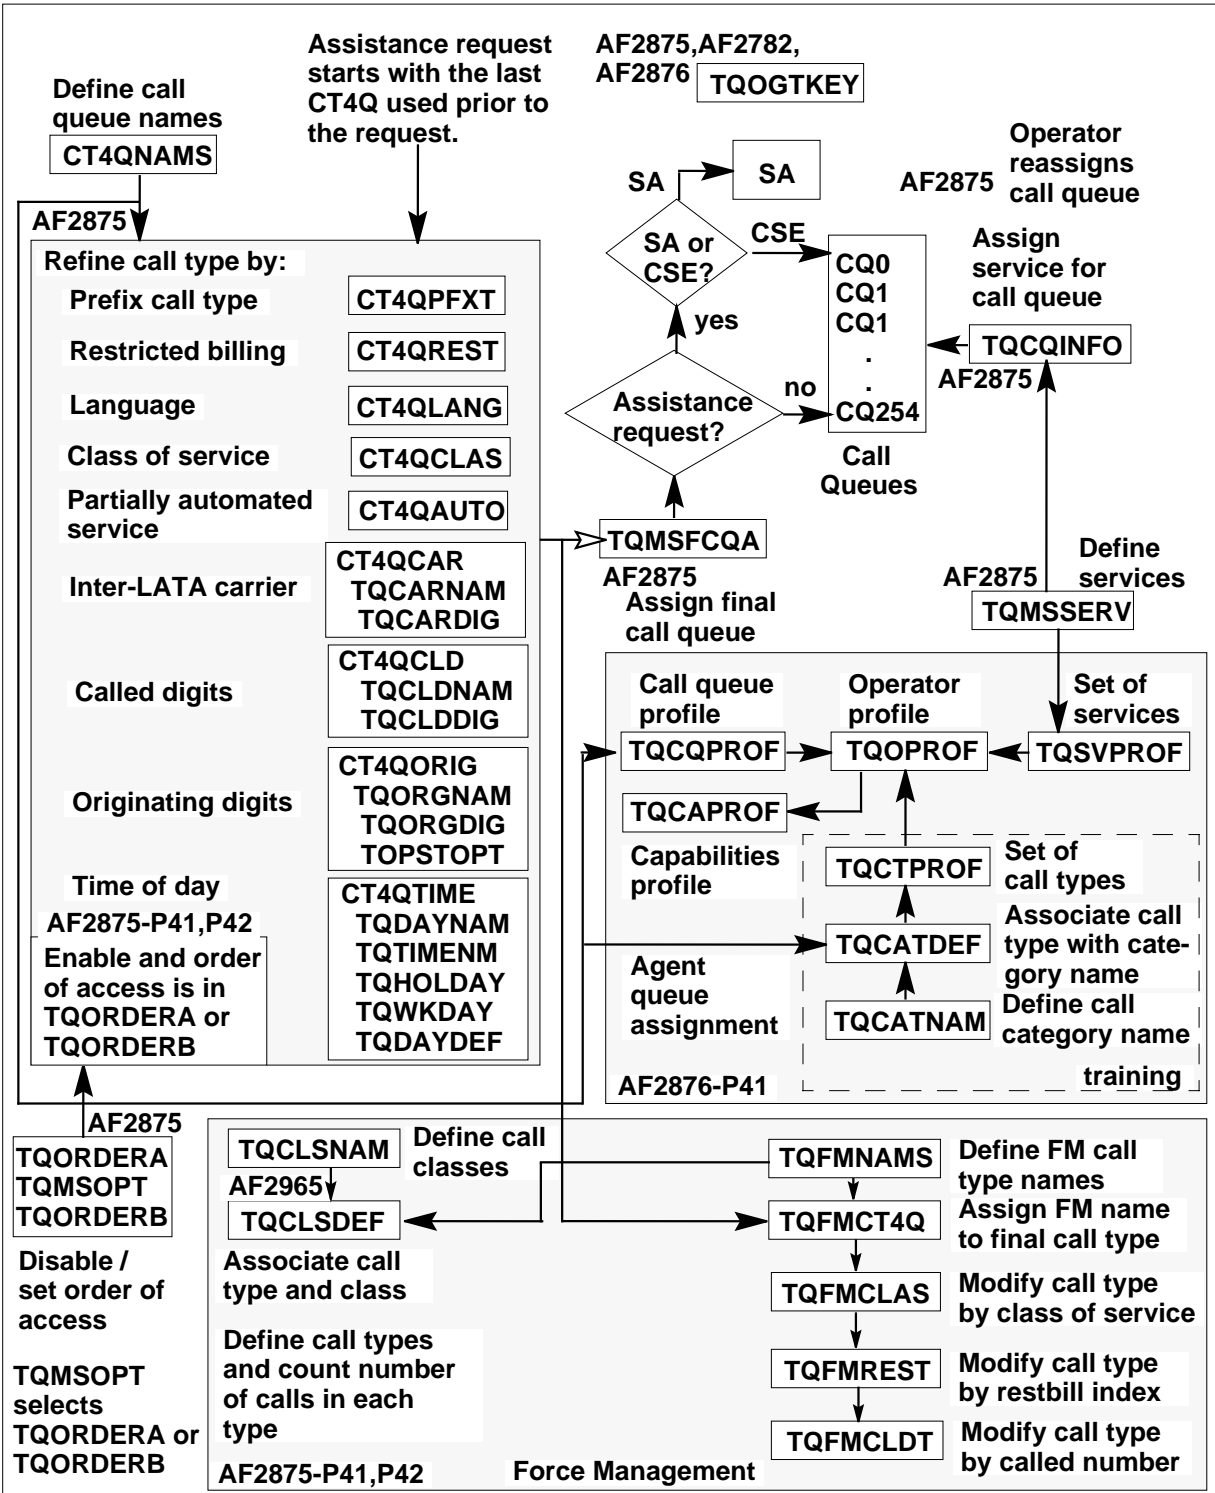 Assistance request
starts with the last
CT4Q used prior to
the request.
AF2875,AF2782,
AF2876
TQOGTKEY
Define call
queue names
CT4QNAMS
AF2875
Operator
reassigns
call queue
AF2875
SA
SA
SA or
CSE?
CSE
yes
Assistance
request?
no
CQ0
CQ1
CQ1
.
.
CQ254
Call
Queues
Assign
service for
call queue
TQCQINFO
AF2875
Refine call type by:
Prefix call type
CT4QPFXT
Restricted billing
CT4QREST
Language
CT4QLANG
Class of service
CT4QCLAS
Partially automated
service
CT4QAUTO
Inter-LATA carrier
CT4QCAR
TQCARNAM
TQCARDIG
Called digits
CT4QCLD
TQCLDNAM
TQCLDDIG
Originating digits
CT4QORIG
TQORGNAM
TQORGDIG
TOPSTOPT
Time of day
CT4QTIME
TQDAYNAM
TQTIMENM
TQHOLDAY
TQWKDAY
TQDAYDEF
AF2875-P41,P42
Enable and order
of access is in
TQORDERA or
TQORDERB
TQMSFCQA
AF2875
Assign final
call queue
Define
services
AF2875
TQMSSERV
Call queue
profile
TQCQPROF
Operator
profile
TQOPROF
Set of
services
TQSVPROF
TQCAPROF
Capabilities
profile
TQCTPROF
Set of
call types
TQCATDEF
Associate call
type with cate-
gory name
Agent
queue
assignment
TQCATNAM
Define call
category name
training
AF2876-P41
AF2875
TQORDERA
TQMSOPT
TQORDERB
Disable /
set order of
access
TQMSOPT
selects
TQORDERA or
TQORDERB
TQCLSNAM
Define call
classes
AF2965
TQCLSDEF
Associate call
type and class
Define call types
and count number
of calls in each
type
AF2875-P41,P42
Force Management
TQFMNAMS
Define FM call
type names
TQFMCT4Q
Assign FM name
to final call type
TQFMCLAS
Modify call type
by class of service
TQFMREST
Modify call type
by restbill index
TQFMCLDT
Modify call type
by called number